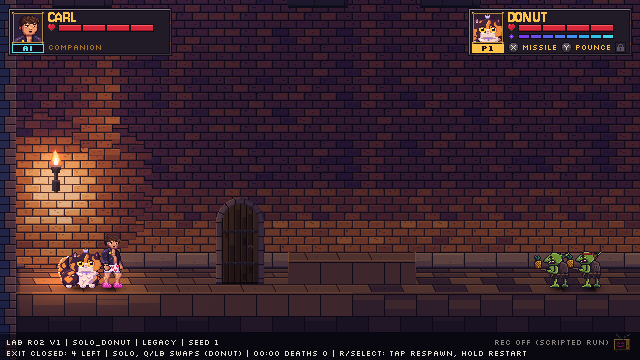 CARL
AI COMPANION
DONUT
P1 X MISSILE Y POUNCE
LAB R02 V1 | SOLO_DONUT | LEGACY | SEED 1
REC OFF (SCRIPTED RUN)
EXIT CLOSED: 4 LEFT | SOLO, Q/LB SWAPS (DONUT) | 00:00 DEATHS 0 | R/SELECT: TAP RESPAWN, HOLD RESTART